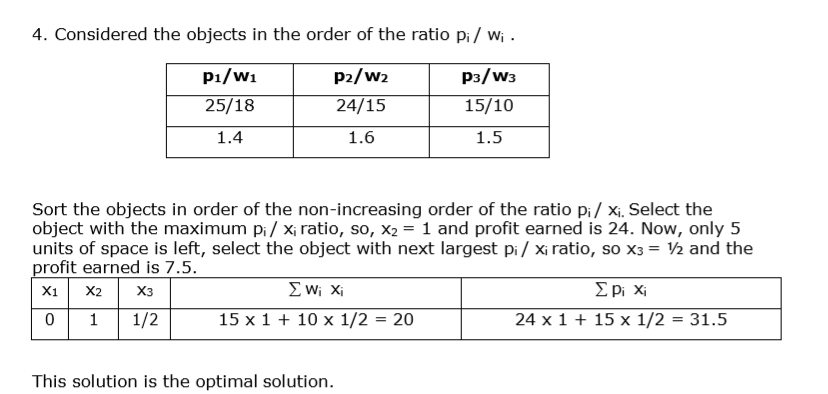 4. Considered the objects in the order of the ratio pᵢ / wᵢ .
p₁/w₁ p₂/w₂ p₃/w₃
25/18 24/15 15/10
1.4 1.6 1.5
Sort the objects in order of the non-increasing order of the ratio pᵢ / xᵢ. Select the
object with the maximum pᵢ / xᵢ ratio, so, x₂ = 1 and profit earned is 24. Now, only 5
units of space is left, select the object with next largest pᵢ / xᵢ ratio, so x₃ = ½ and the
profit earned is 7.5.
x₁ x₂ x₃ ∑ wᵢ xᵢ ∑ pᵢ xᵢ
0 1 1/2 15 x 1 + 10 x 1/2 = 20 24 x 1 + 15 x 1/2 = 31.5
This solution is the optimal solution.